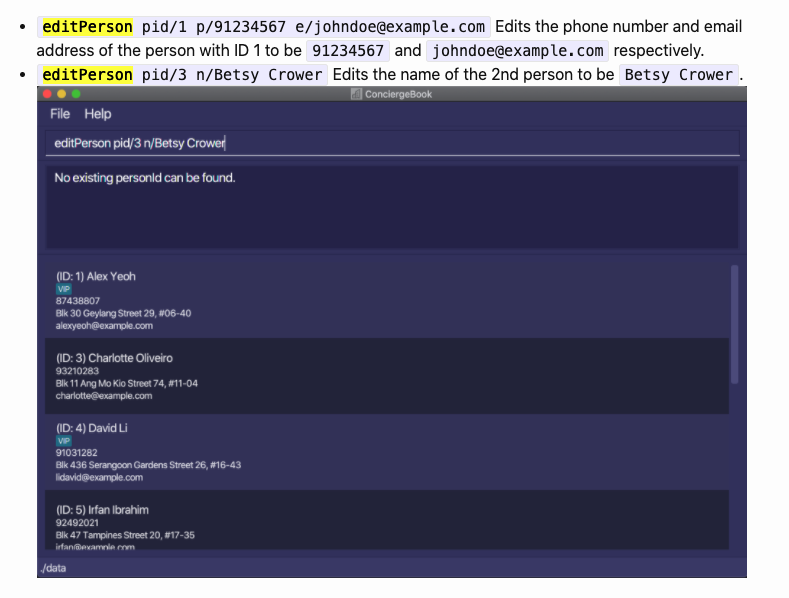 editPerson pid/1 p/91234567 e/johndoe@example.com Edits the phone number and email
address of the person with ID 1 to be 91234567 and johndoe@example.com respectively.
editPerson pid/3 n/Betsy Crower Edits the name of the 2nd person to be Betsy Crower .
ConciergeBook
File Help
editPerson pid/3 n/Betsy Crower
No existing personId can be found.
(ID: 1) Alex Yeoh
VIP
87438807
Blk 30 Geylang Street 29, #06-40
alexyeoh@example.com
(ID: 3) Charlotte Oliveiro
93210283
Blk 11 Ang Mo Kio Street 74, #11-04
charlotte@example.com
(ID: 4) David Li
VIP
91031282
Blk 436 Serangoon Gardens Street 26, #16-43
lidavid@example.com
(ID: 5) Irfan Ibrahim
92492021
Blk 47 Tampines Street 20, #17-35
irfan@example.com
./data